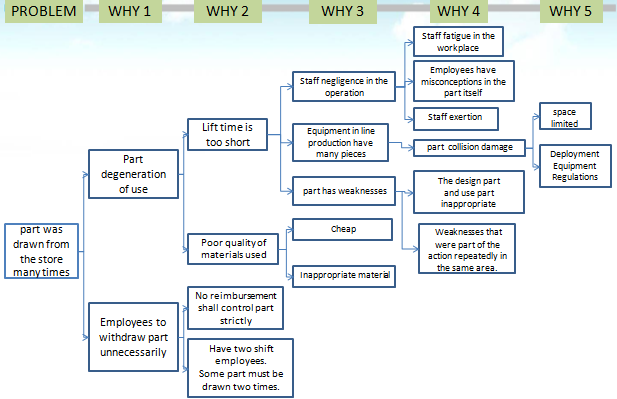 PROBLEM
WHY 1
WHY 2
WHY 3
WHY 4
WHY 5
part was
drawn from
the store
many times
Part
degeneration
of use
Employees to
withdraw part
unnecessarily
Lift time is
too short
Poor quality of
materials used
No reimbursement
shall control part
strictly
Have two shift
employees.
Some part must be
drawn two times.
Staff negligence in the
operation
Equipment in line
production have
many pieces
part has weaknesses
Cheap
Inappropriate material
Staff fatigue in the
workplace
Employees have
misconceptions in the
part itself
Staff exertion
part collision damage
The design part
and use part
inappropriate
Weaknesses that
were part of the
action repeatedly in
the same area.
space
limited
Deployment
Equipment
Regulations